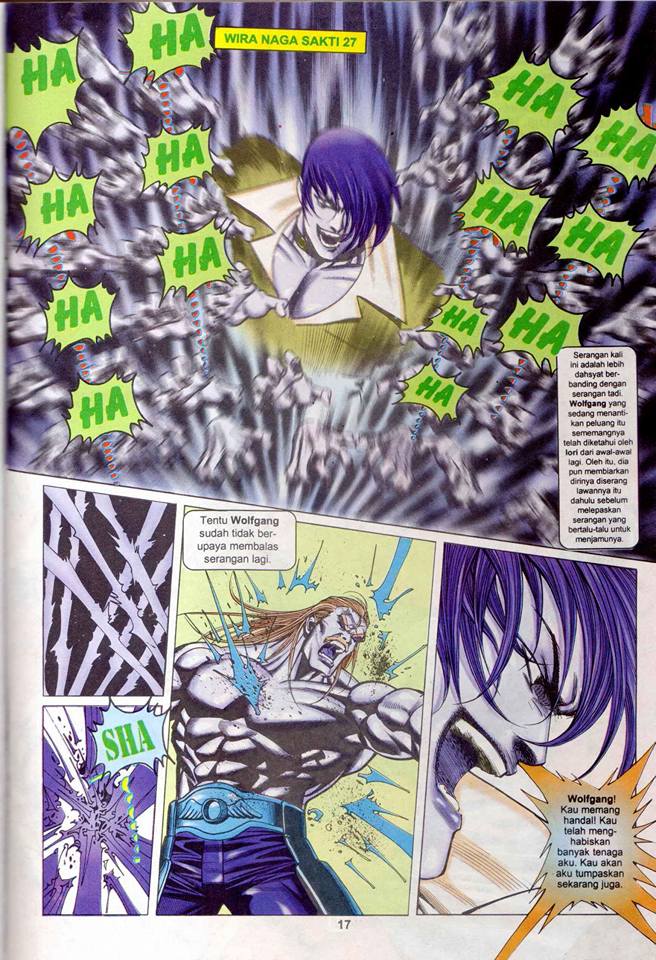 WIRA NAGA SAKTI 27
HA
HA
HA
HA
HA
HA
HA
HA
HA
HA
HA
HA
HA
HA
Serangan kali
ini adalah lebih
dahsyat ber-
banding dengan
serangan tadi.
Wolfgang yang
sedang menanti-
kan peluang itu
sememangnya
telah diketahui oleh
Iori dari awal-awal
lagi. Oleh itu, dia
pun membiarkan
dirinya diserang
lawannya itu
dahulu sebelum
melepaskan
serangan yang
bertalu-talu untuk
menjamunya.
Tentu Wolfgang
sudah tidak ber-
upaya membalas
serangan lagi.
SHA
Wolfgang!
Kau memang
handal! Kau
telah meng-
habiskan
banyak tenaga
aku. Kau akan
aku tumpaskan
sekarang juga.
17